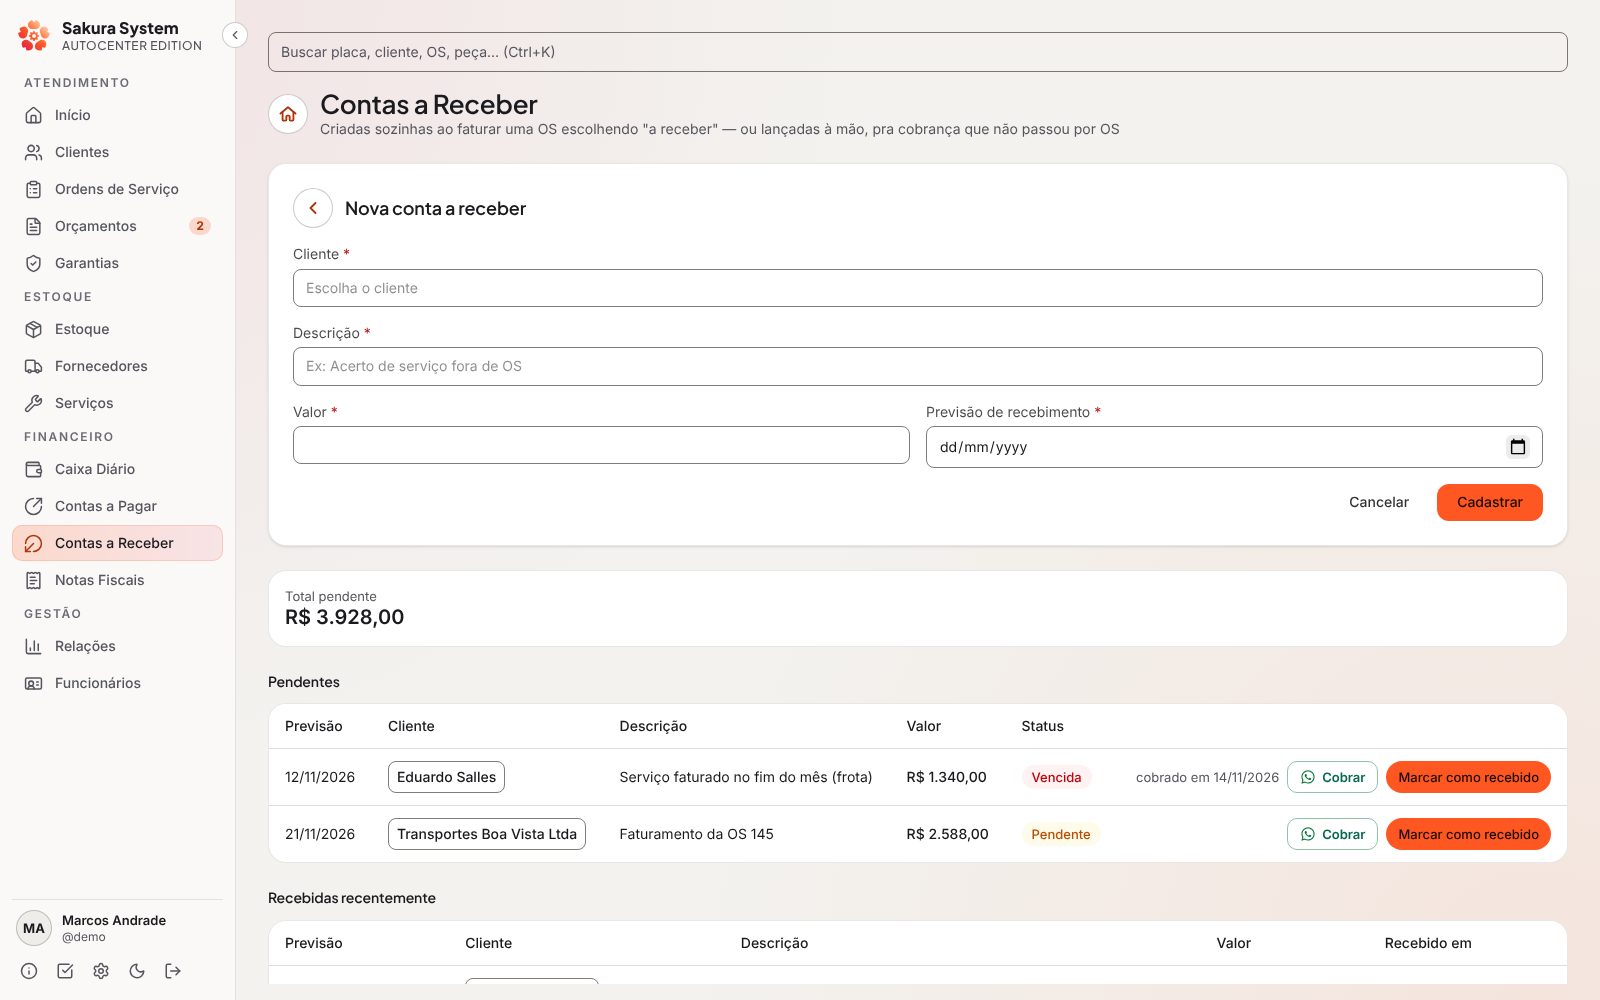 Sakura System
AUTOCENTER EDITION
ATENDIMENTO
Início
Clientes
Ordens de Serviço
Orçamentos 2
Garantias
ESTOQUE
Estoque
Fornecedores
Serviços
FINANCEIRO
Caixa Diário
Contas a Pagar
Contas a Receber
Notas Fiscais
GESTÃO
Relações
Funcionários
MA
Marcos Andrade
@demo
Buscar placa, cliente, OS, peça... (Ctrl+K)
Contas a Receber
Criadas sozinhas ao faturar uma OS escolhendo "a receber" — ou lançadas à mão, pra cobrança que não passou por OS
Nova conta a receber
Cliente *
Escolha o cliente
Descrição *
Ex: Acerto de serviço fora de OS
Valor * Previsão de recebimento *
dd/mm/yyyy
Cancelar Cadastrar
Total pendente
R$ 3.928,00
Pendentes
Previsão Cliente Descrição Valor Status
12/11/2026 Eduardo Salles Serviço faturado no fim do mês (frota) R$ 1.340,00 Vencida cobrado em 14/11/2026 Cobrar Marcar como recebido
21/11/2026 Transportes Boa Vista Ltda Faturamento da OS 145 R$ 2.588,00 Pendente Cobrar Marcar como recebido
Recebidas recentemente
Previsão Cliente Descrição Valor Recebido em